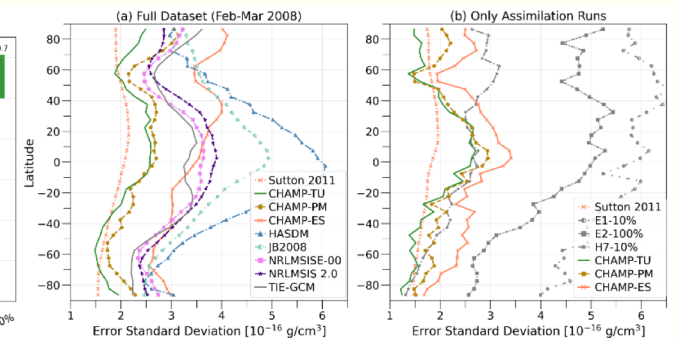 0.7
0%
(a) Full Dataset (Feb-Mar 2008)
Latitude
80
60
40
20
0
−20
−40
−60
−80
1 2 3 4 5 6
Error Standard Deviation [10⁻¹⁶ g/cm³]
Sutton 2011
CHAMP-TU
CHAMP-PM
CHAMP-ES
HASDM
JB2008
NRLMSISE-00
NRLMSIS 2.0
TIE-GCM
(b) Only Assimilation Runs
80
60
40
20
0
−20
−40
−60
−80
1 2 3 4 5 6
Error Standard Deviation [10⁻¹⁶ g/cm³]
Sutton 2011
E1-10%
E2-100%
H7-10%
CHAMP-TU
CHAMP-PM
CHAMP-ES